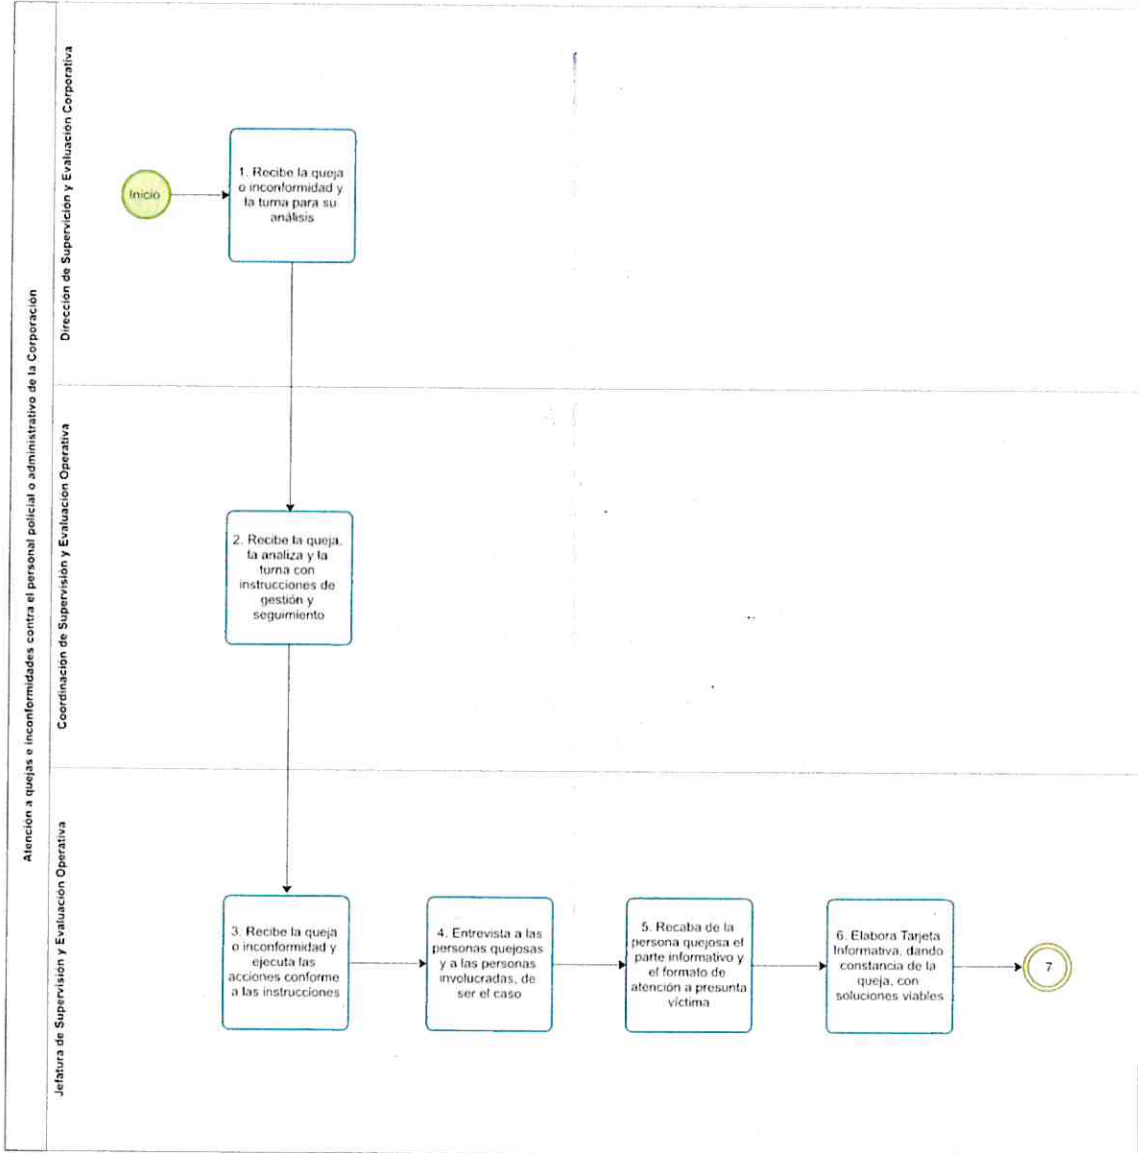 Atención a quejas e inconformidades contra el personal policial o administrativo de la Corporación
Dirección de Supervición y Evaluación Corporativa
Inicio
1. Recibe la queja
o inconformidad y
la turna para su
análisis
Coordinación de Supervisión y Evaluación Operativa
2. Recibe la queja,
la analiza y la
turna con
instrucciones de
gestión y
seguimiento
Jefatura de Supervisión y Evaluación Operativa
3. Recibe la queja
o inconformidad y
ejecuta las
acciones conforme
a las instrucciones
4. Entrevista a las
personas quejosas
y a las personas
involucradas, de
ser el caso
5. Recaba de la
persona quejosa el
parte informativo y
el formato de
atención a presunta
víctima
6. Elabora Tarjeta
Informativa, dando
constancia de la
queja, con
soluciones viables
7